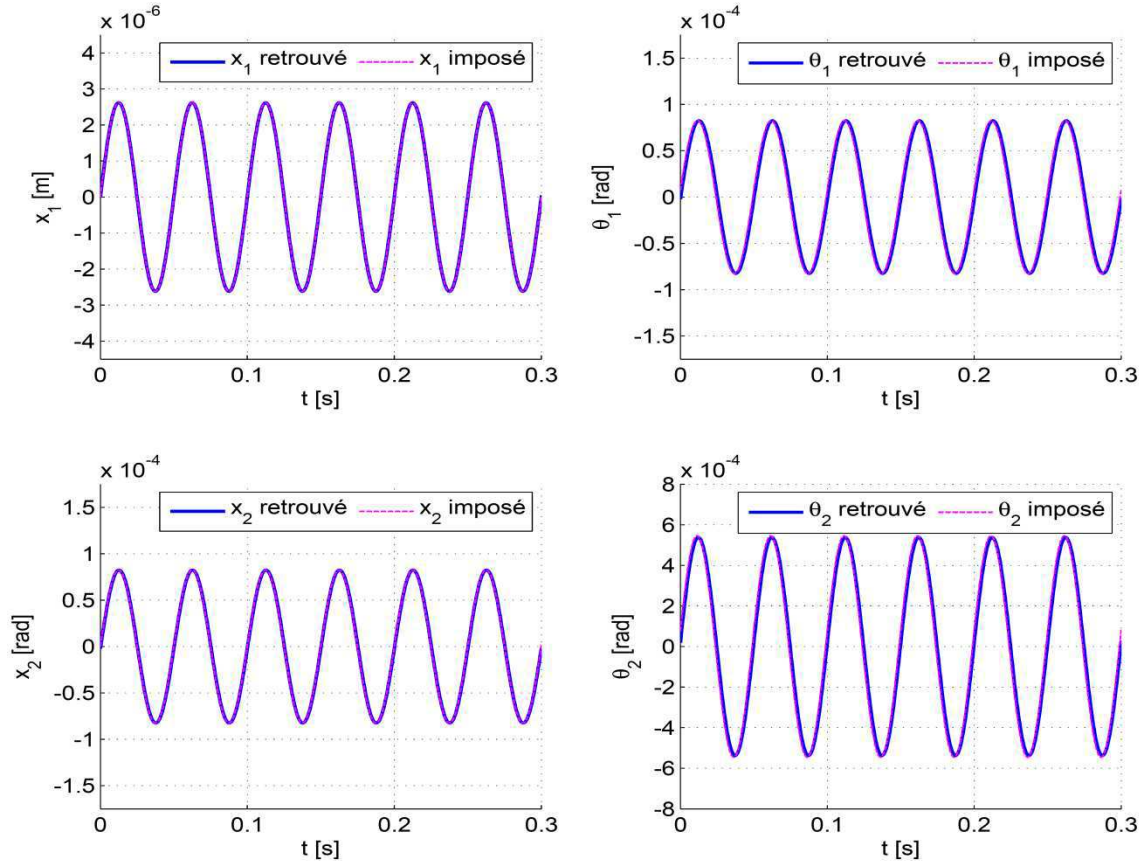 x 10^-6
x_1 retrouvé x_1 imposé
4
3
2
1
0
-1
-2
-3
-4
x_1 [m]
0 0.1 0.2 0.3
t [s]
x 10^-4
θ_1 retrouvé θ_1 imposé
1.5
1
0.5
0
-0.5
-1
-1.5
θ_1 [rad]
0 0.1 0.2 0.3
t [s]
x 10^-4
x_2 retrouvé x_2 imposé
1.5
1
0.5
0
-0.5
-1
-1.5
x_2 [rad]
0 0.1 0.2 0.3
t [s]
x 10^-4
θ_2 retrouvé θ_2 imposé
8
6
4
2
0
-2
-4
-6
-8
θ_2 [rad]
0 0.1 0.2 0.3
t [s]